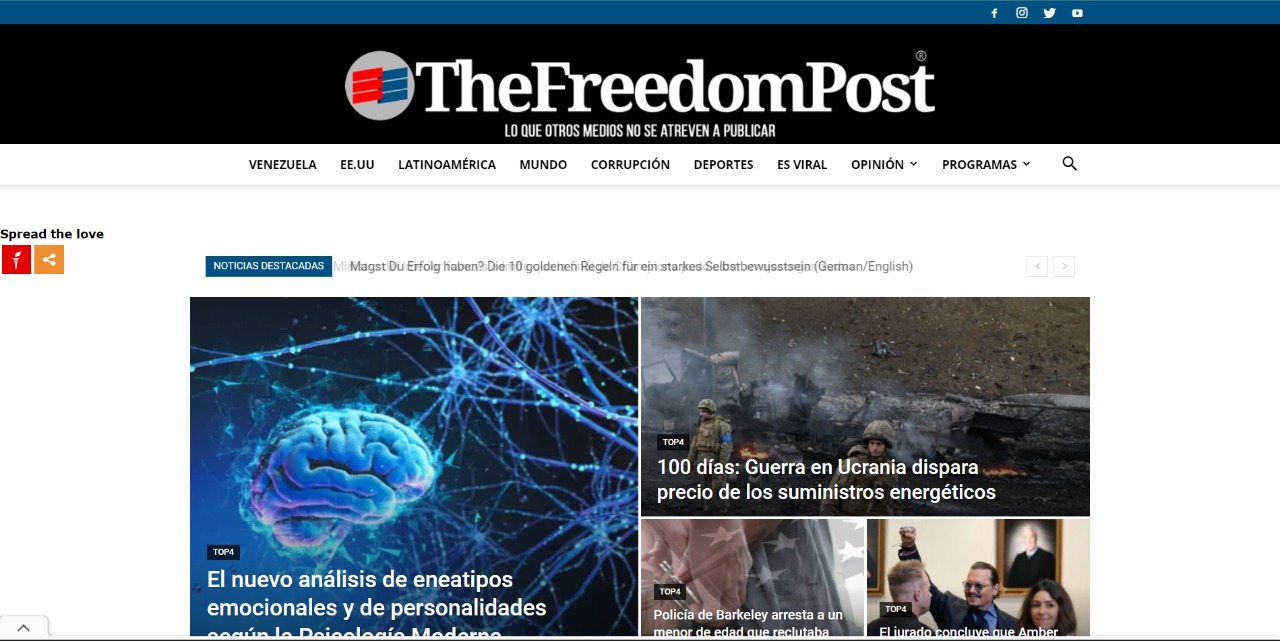 TheFreedomPost®
LO QUE OTROS MEDIOS NO SE ATREVEN A PUBLICAR
VENEZUELA EE.UU LATINOAMÉRICA MUNDO CORRUPCIÓN DEPORTES ES VIRAL OPINIÓN PROGRAMAS
Spread the love
NOTICIAS DESTACADAS Magst Du Erfolg haben? Die 10 goldenen Regeln für ein starkes Selbstbewusstsein (German/English)
TOP4
100 días: Guerra en Ucrania dispara
precio de los suministros energéticos
TOP4
El nuevo análisis de eneatipos
emocionales y de personalidades
según la Psicología Moderna
TOP4
Policía de Barkeley arresta a un
menor de edad que reclutaba
TOP4
El jurado concluye que Amber